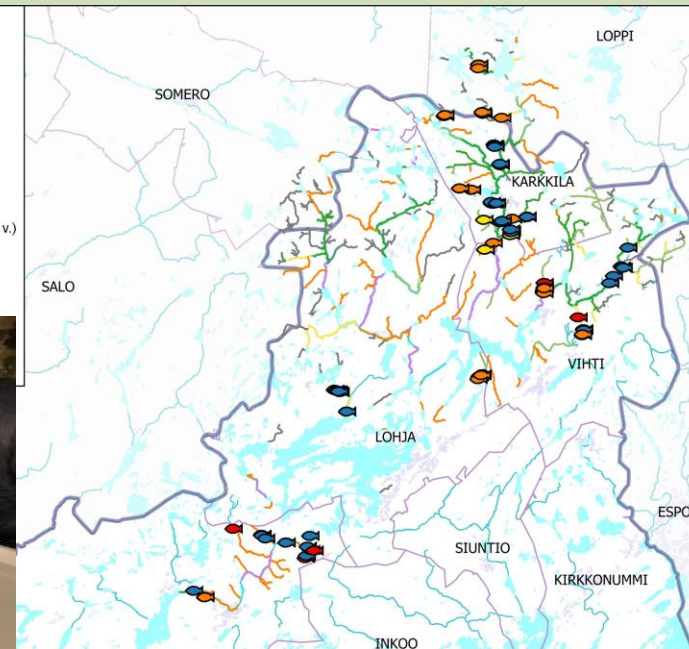 LOPPI
SOMERO
KARKKILA
v.)
SALO
VIHTI
LOHJA
ESPO
SIUNTIO
KIRKKONUMMI
INKOO